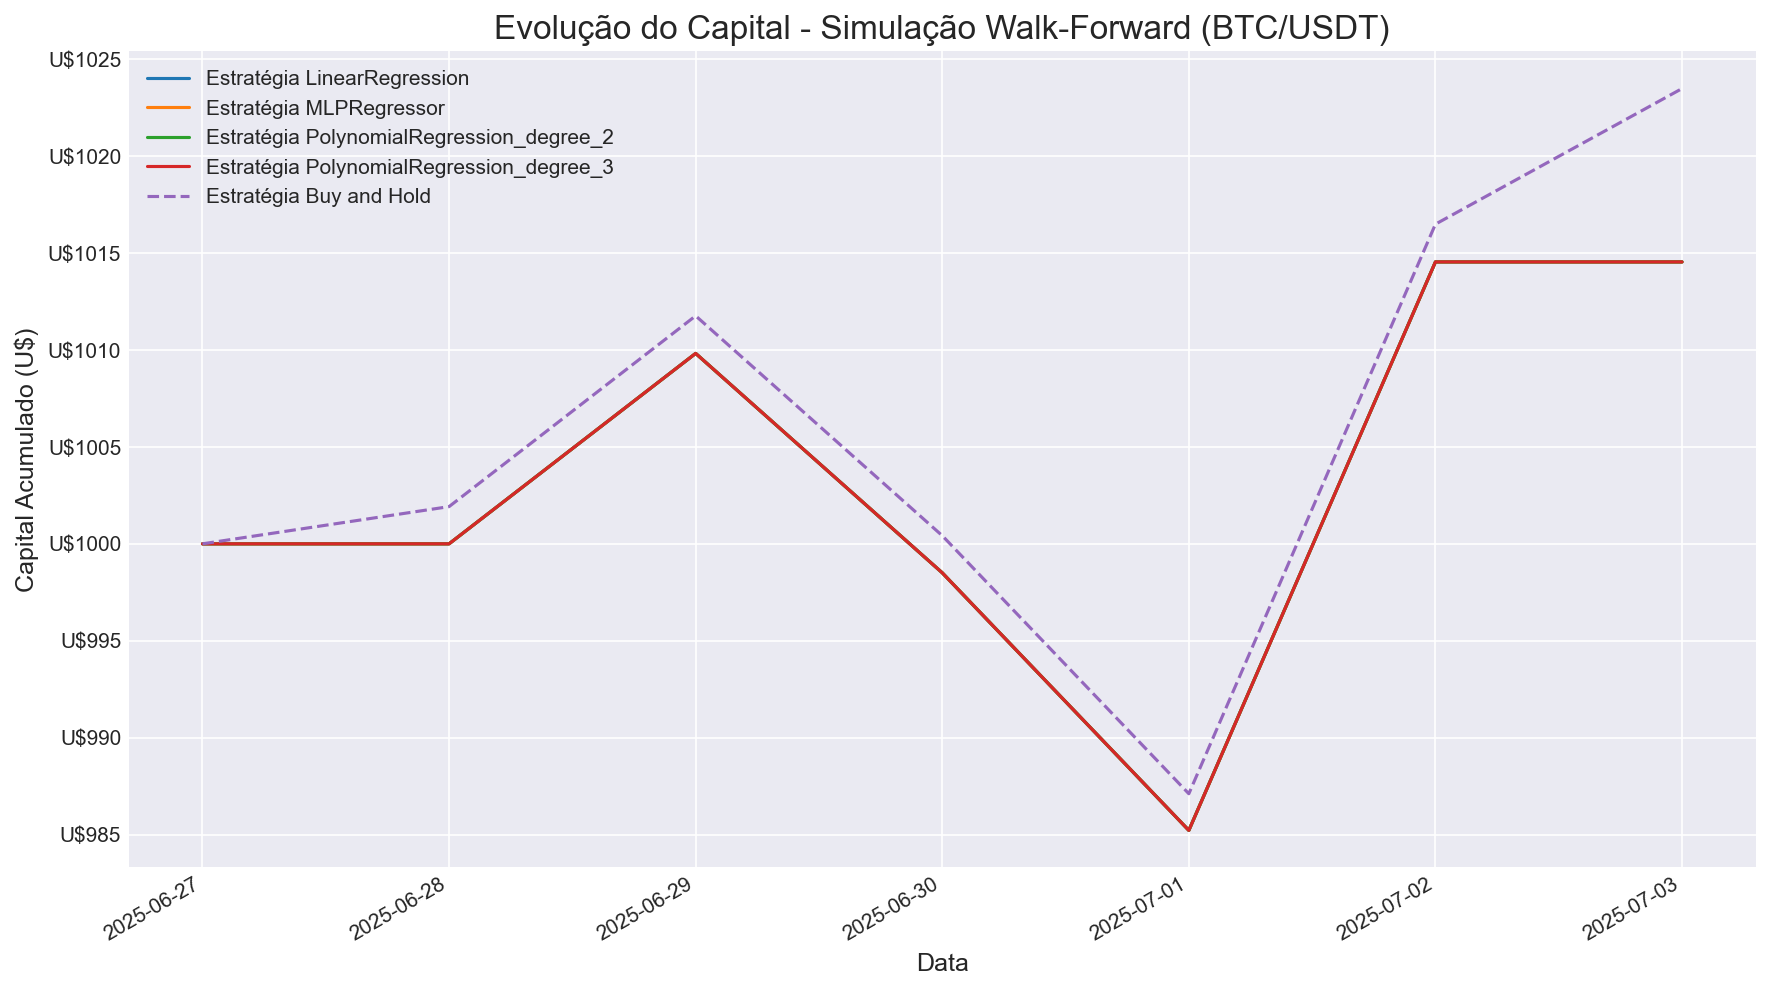 Evolução do Capital - Simulação Walk-Forward (BTC/USDT)
U$1025
U$1020
U$1015
U$1010
U$1005
U$1000
U$995
U$990
U$985
Capital Acumulado (U$)
Estratégia LinearRegression
Estratégia MLPRegressor
Estratégia PolynomialRegression_degree_2
Estratégia PolynomialRegression_degree_3
Estratégia Buy and Hold
2025-06-27
2025-06-28
2025-06-29
2025-06-30
2025-07-01
2025-07-02
2025-07-03
Data